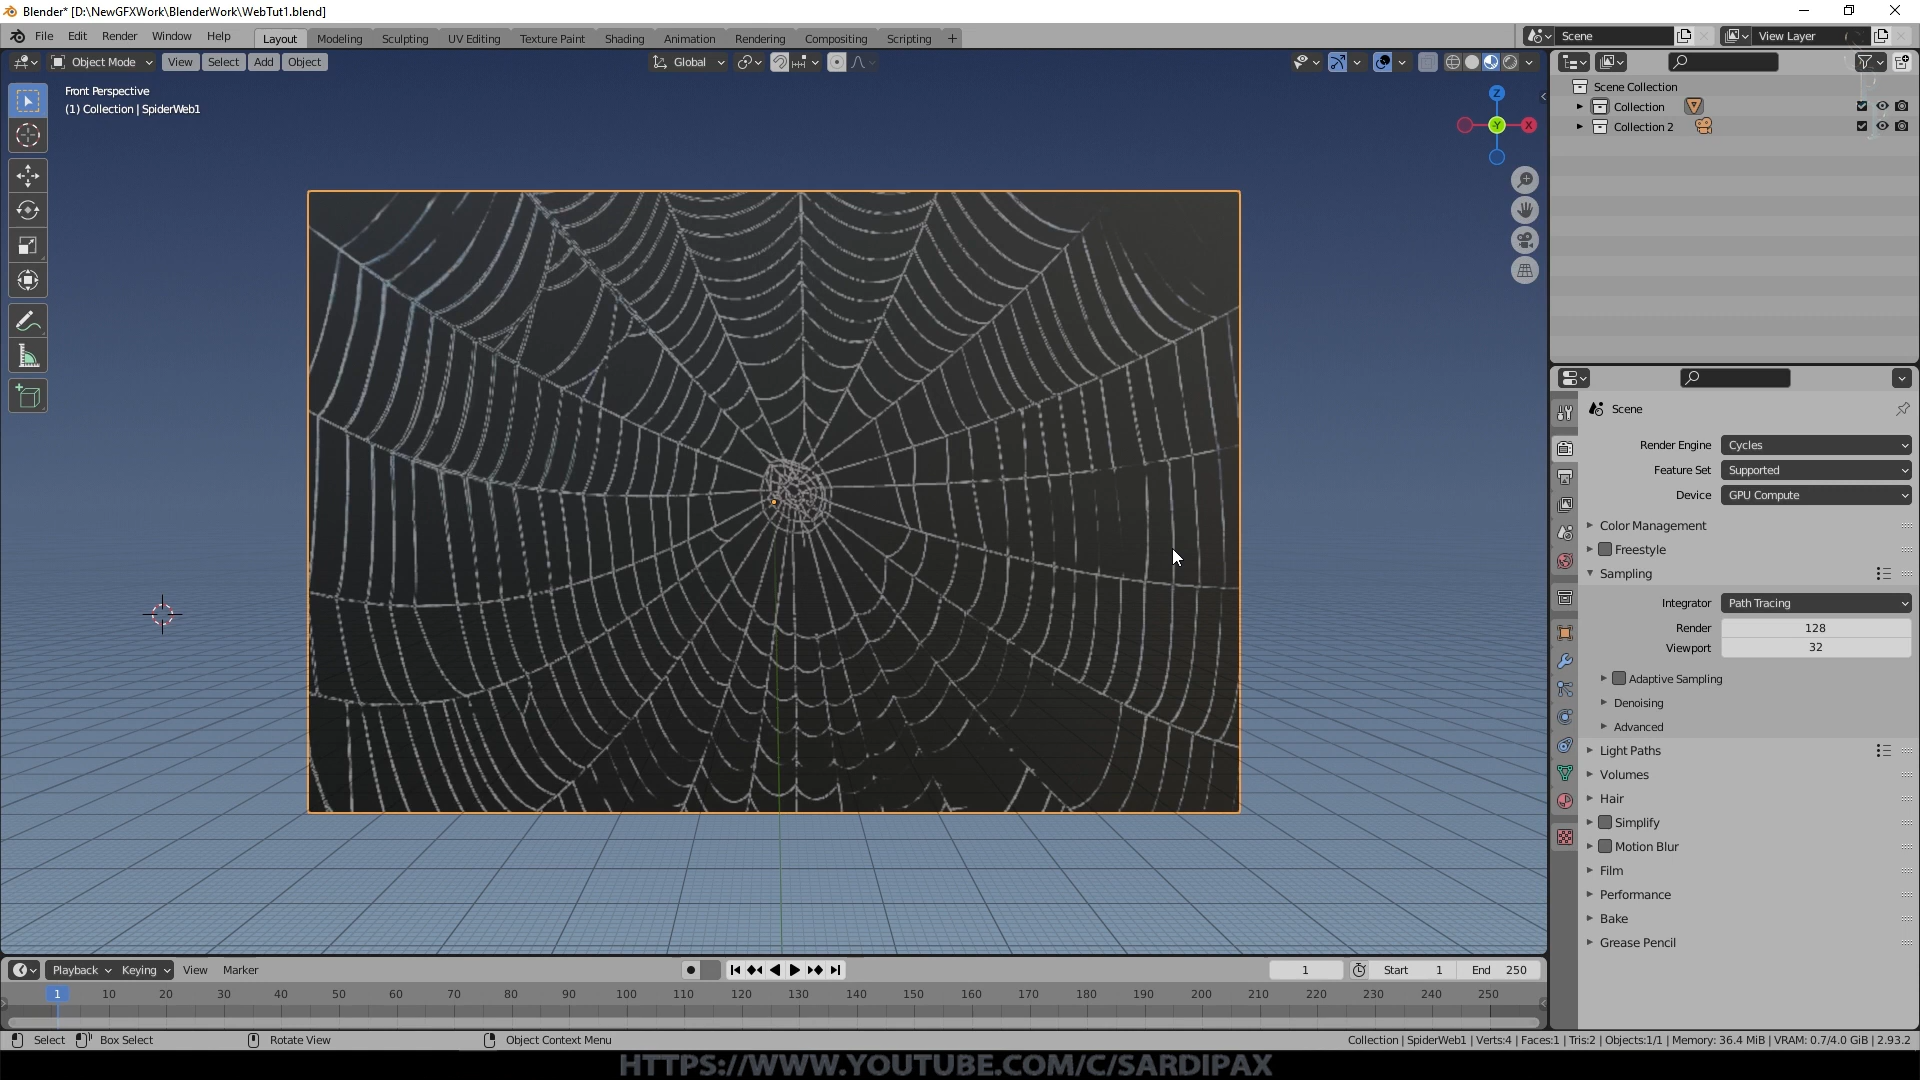 Blender* [D:\NewGFXWork\BlenderWork\WebTut1.blend]
File Edit Render Window Help Layout Modeling Sculpting UV Editing Texture Paint Shading Animation Rendering Compositing Scripting + Scene View Layer
Object Mode View Select Add Object Global
Front Perspective
(1) Collection | SpiderWeb1
Z
-Y
X
Scene Collection
Collection
Collection 2
Scene
Render Engine Cycles
Feature Set Supported
Device GPU Compute
Color Management
Freestyle
Sampling
Integrator Path Tracing
Render 128
Viewport 32
Adaptive Sampling
Denoising
Advanced
Light Paths
Volumes
Hair
Simplify
Motion Blur
Film
Performance
Bake
Grease Pencil
Playback Keying View Marker 1 Start 1 End 250
1 10 20 30 40 50 60 70 80 90 100 110 120 130 140 150 160 170 180 190 200 210 220 230 240 250
Select Box Select Rotate View Object Context Menu Collection | SpiderWeb1 | Verts:4 | Faces:1 | Tris:2 | Objects:1/1 | Memory: 36.4 MiB | VRAM: 0.7/4.0 GiB | 2.93.2
HTTPS://WWW.YOUTUBE.COM/C/SARDIPAX